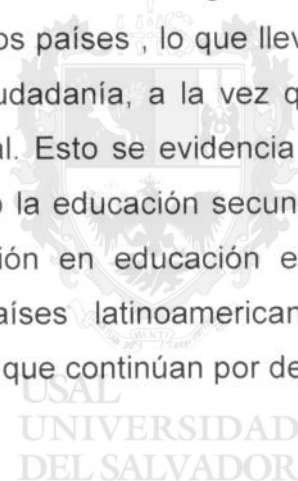 os países , lo que llev
udadanía, a la vez q
al. Esto se evidencia
o la educación secun
ión en educación e
aíses latinoamerican
que continúan por de
USAL
UNIVERSIDAD
DEL SALVADOR